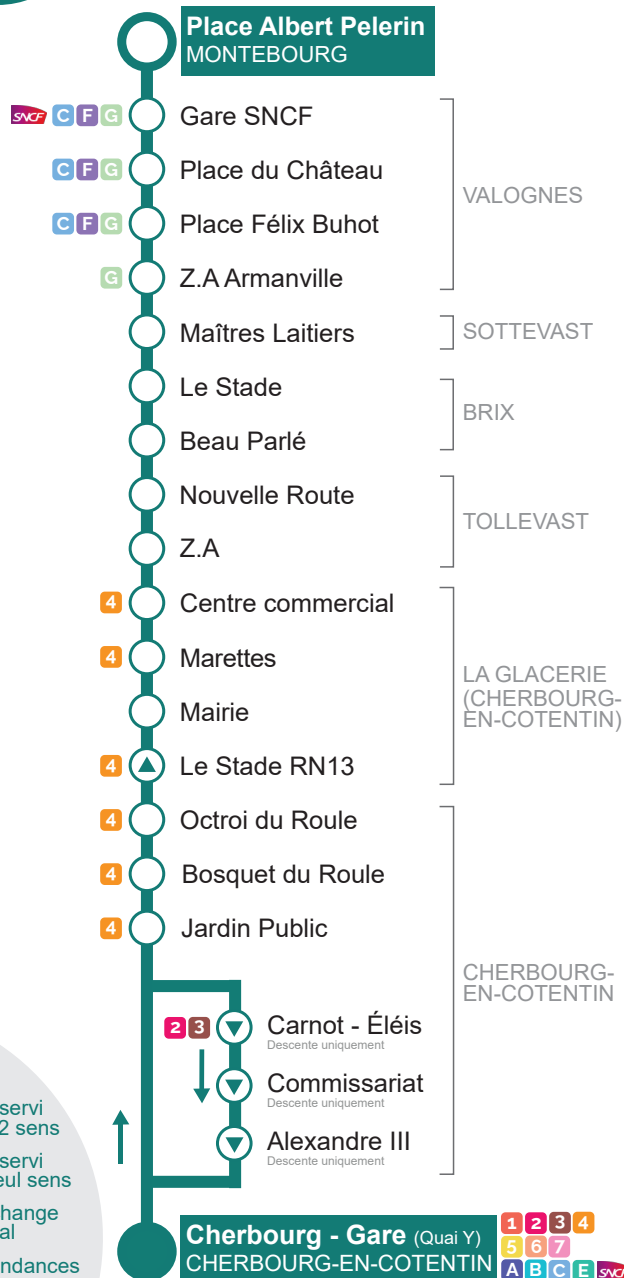 Place Albert Pelerin
MONTEBOURG
SNCF C F G Gare SNCF
C F G Place du Château
C F G Place Félix Buhot
G Z.A Armanville
VALOGNES
Maîtres Laitiers
SOTTEVAST
Le Stade
Beau Parlé
BRIX
Nouvelle Route
Z.A
TOLLEVAST
4 Centre commercial
4 Marettes
Mairie
4 Le Stade RN13
LA GLACERIE
(CHERBOURG-
EN-COTENTIN)
4 Octroi du Roule
4 Bosquet du Roule
4 Jardin Public
2 3 Carnot - Éléis
Descente uniquement
Commissariat
Descente uniquement
Alexandre III
Descente uniquement
CHERBOURG-
EN-COTENTIN
servi
2 sens
servi
eul sens
hange
al
ndances
Cherbourg - Gare (Quai Y)
CHERBOURG-EN-COTENTIN
1 2 3 4
5 6 7
A B C E SNCF